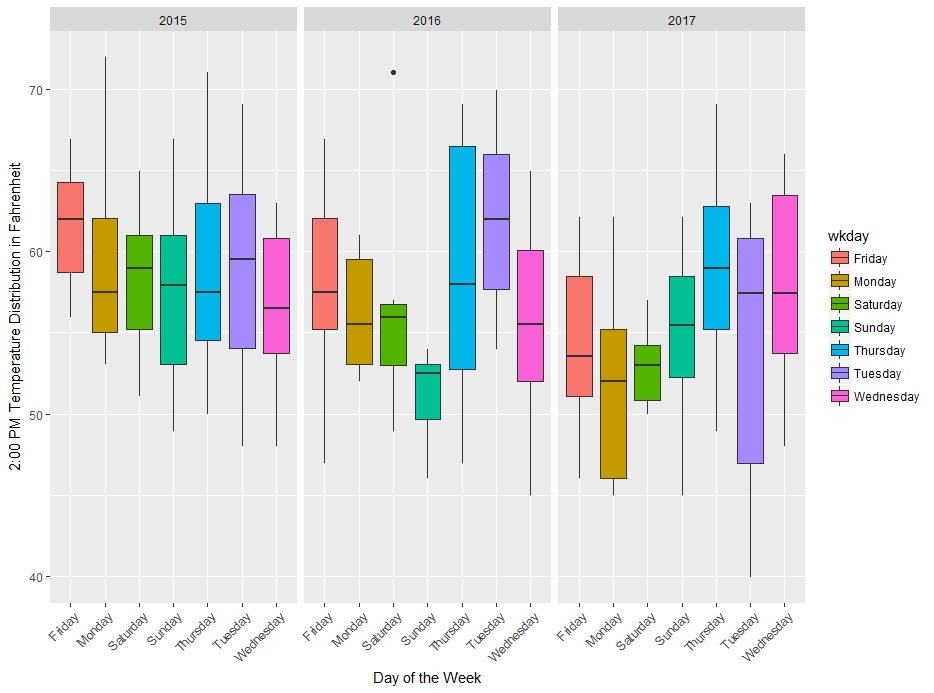 2015 2016 2017
2:00 PM Temperature Distribution in Fahrenheit
70
60
50
40
Friday Monday Saturday Sunday Thursday Tuesday Wednesday Friday Monday Saturday Sunday Thursday Tuesday Wednesday Friday Monday Saturday Sunday Thursday Tuesday Wednesday
Day of the Week
wkday
Friday
Monday
Saturday
Sunday
Thursday
Tuesday
Wednesday